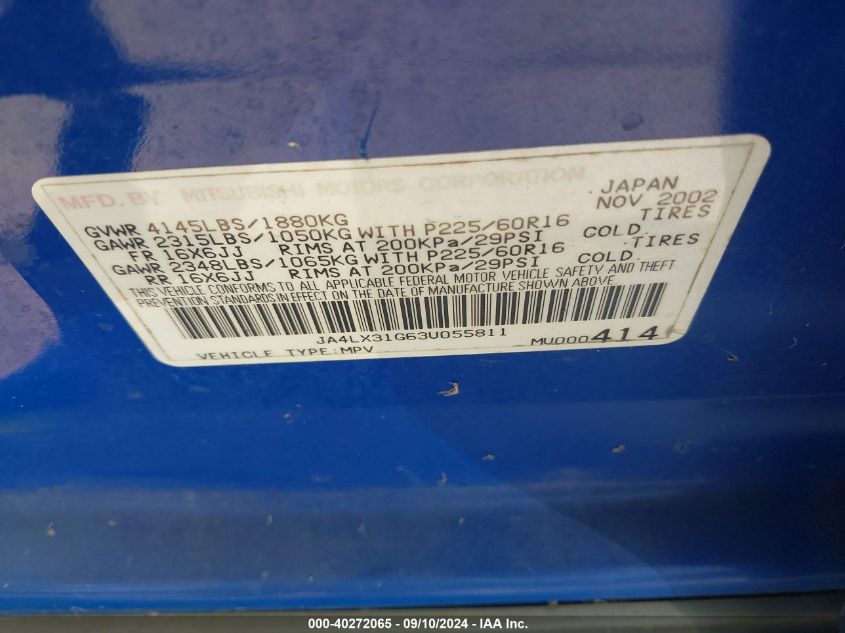 MFD. BY MITSUBISHI MOTORS CORPORATION JAPAN
GVWR 4145LBS/1880KG NOV 2002
GAWR 2315LBS/1050KG WITH P225/60R16 TIRES
FR 16X6JJ RIMS AT 200KPa/29PSI COLD.
GAWR 2348LBS/1065KG WITH P225/60R16 TIRES
RR 16X6JJ RIMS AT 200KPa/29PSI COLD.
THIS VEHICLE CONFORMS TO ALL APPLICABLE FEDERAL MOTOR VEHICLE SAFETY AND THEFT
PREVENTION STANDARDS IN EFFECT ON THE DATE OF MANUFACTURE SHOWN ABOVE.
JA4LX31G63U055811
VEHICLE TYPE:MPV MU000414
000-40272065 - 09/10/2024 - IAA Inc.